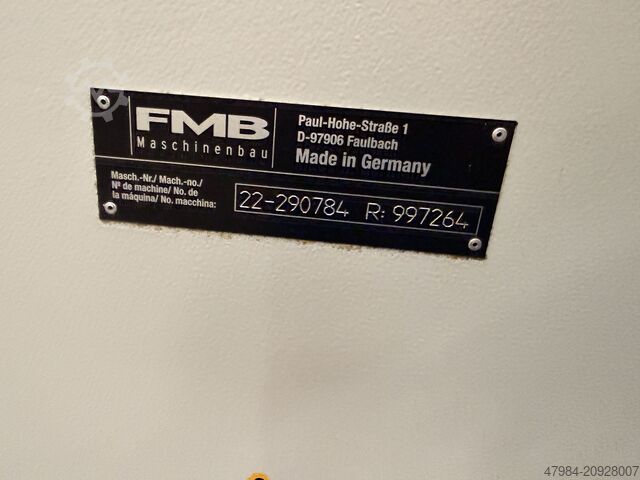 FMB
Maschinenbau
Paul-Hohe-Straße 1
D-97906 Faulbach
Made in Germany
Masch.-Nr./ Mach.-no./
Nº de machine/ No. de
la máquina/ No. macchina:
22-290784 R: 997264
47984-20928007